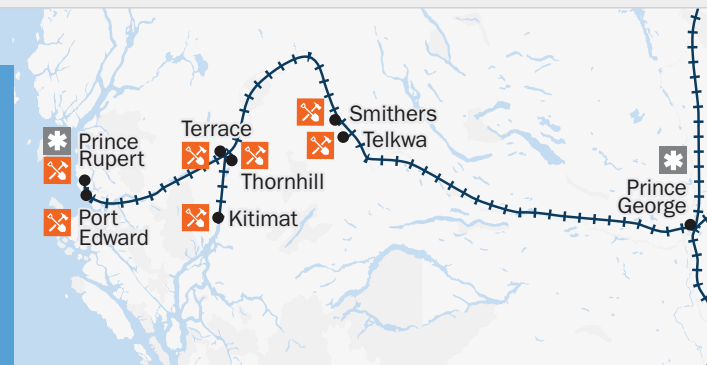 Smithers
Telkwa
Terrace
Thornhill
Prince
Rupert
Port
Edward
Kitimat
Prince
George